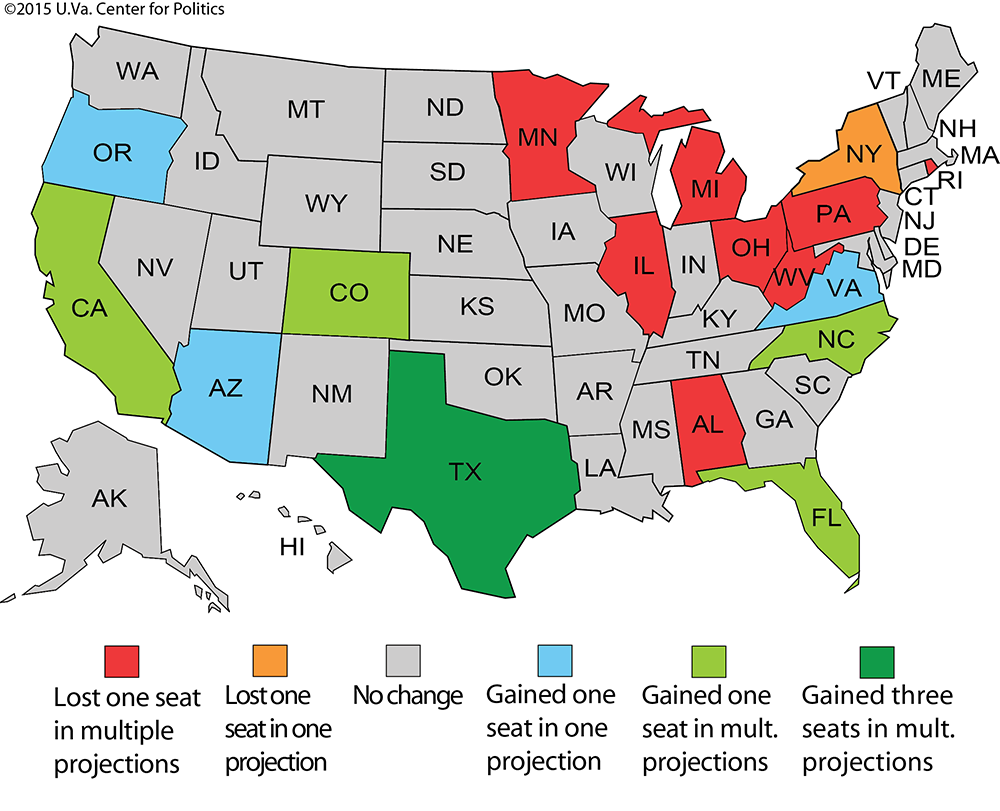 ©2015 U.Va. Center for Politics
WA
MT
ND
MN
VT
ME
OR
ID
SD
WI
MI
NY
NH
MA
RI
WY
IA
PA
CT
NJ
NV
UT
CO
NE
IL
IN
OH
WV
VA
DE
MD
CA
KS
MO
KY
NC
AZ
NM
OK
AR
TN
SC
MS
AL
GA
TX
LA
AK
HI
FL
Lost one seat
in multiple
projections
Lost one
seat in one
projection
No change
Gained one
seat in one
projection
Gained one
seat in mult.
projections
Gained three
seats in mult.
projections